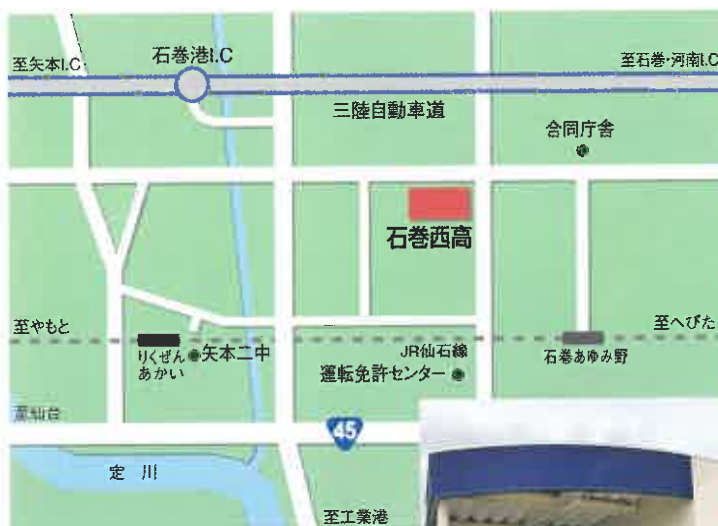 至矢本I.C
石巻港I.C
至石巻・河南I.C
三陸自動車道
合同庁舎
石巻西高
至やもと
至へびた
りくぜん
あかい
矢本二中
JR仙石線
石巻あゆみ野
運転免許センター
至仙台
45
定 川
至工業港